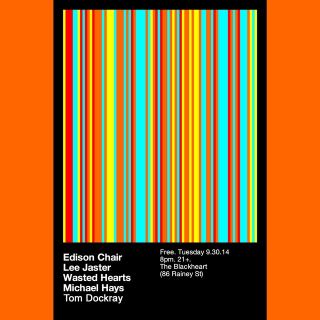 Edison Chair
Lee Jaster
Wasted Hearts
Michael Hays
Tom Dockray
Free. Tuesday 9.30.14
8pm. 21+.
The Blackheart
(86 Rainey St)